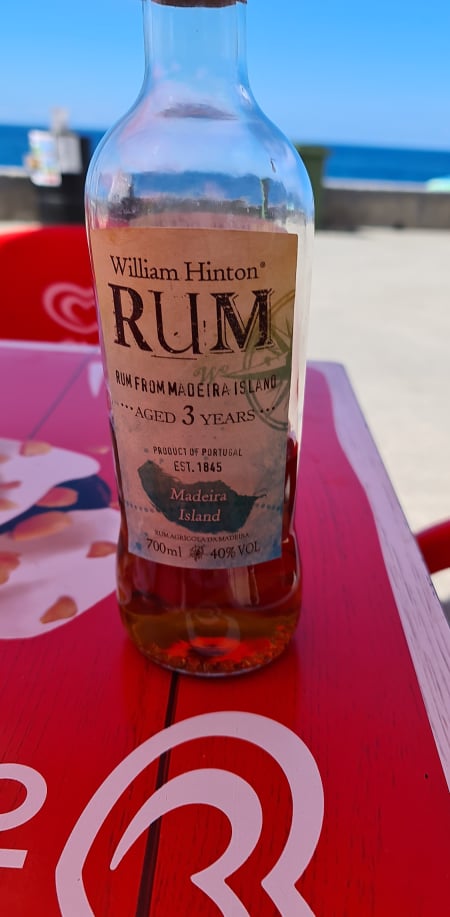 William Hinton®
RUM
RUM FROM MADEIRA ISLAND
AGED 3 YEARS
PRODUCT OF PORTUGAL
EST. 1845
Madeira
Island
RUM AGRICOLA DA MADEIRA
700ml 40% VOL